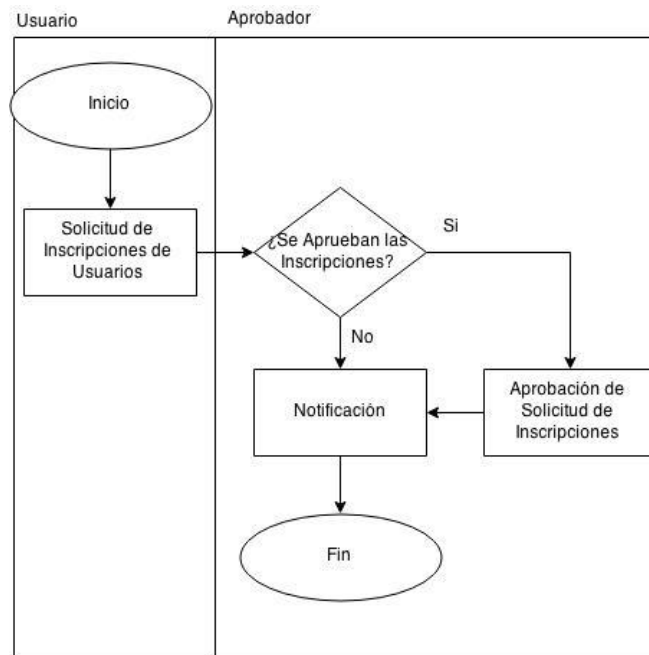 Usuario
Aprobador
Inicio
Solicitud de
Inscripciones de
Usuarios
¿Se Aprueban las
Inscripciones?
Si
No
Notificación
Aprobación de
Solicitud de
Inscripciones
Fin